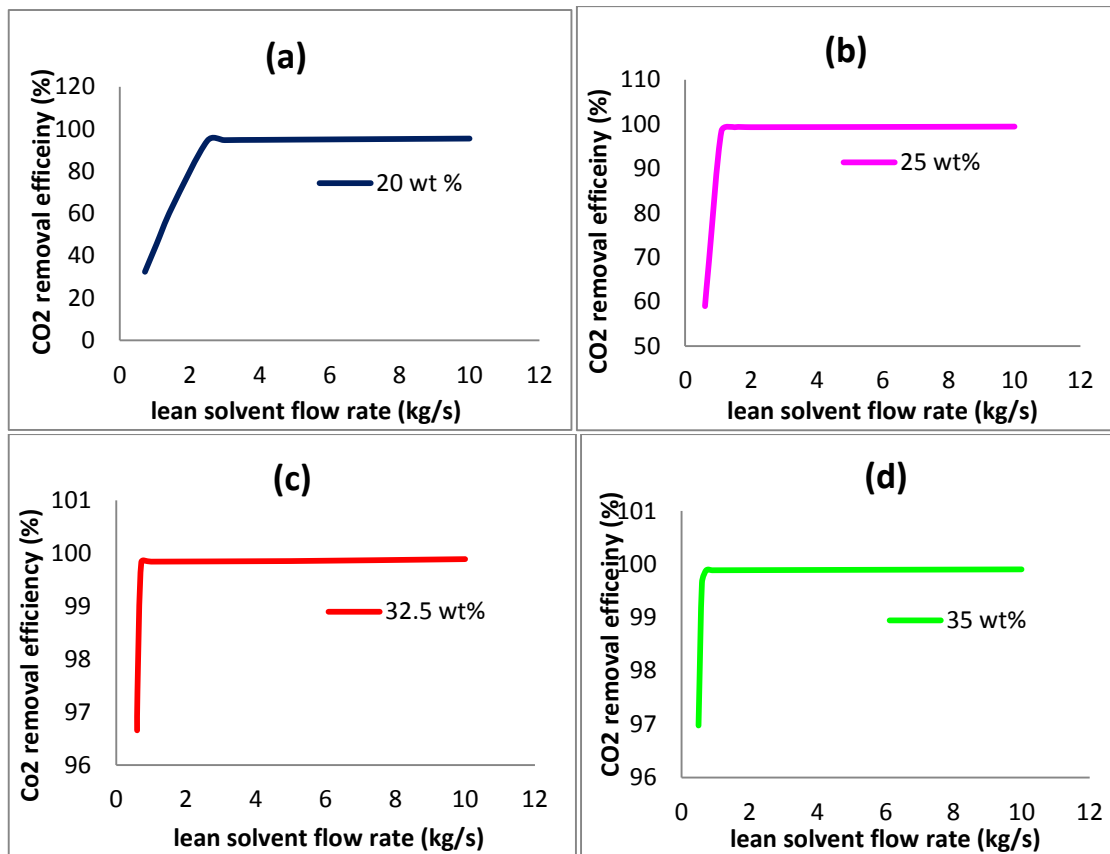 (a)
CO2 removal efficeiny (%)
120
100
80
60
40
20
0
20 wt %
0 2 4 6 8 10 12
lean solvent flow rate (kg/s)
(b)
CO2 removal efficeiny (%)
110
100
90
80
70
60
50
25 wt%
0 2 4 6 8 10 12
lean solvent flow rate (kg/s)
(c)
Co2 removal efficiency (%)
101
100
99
98
97
96
32.5 wt%
0 2 4 6 8 10 12
lean solvent flow rate (kg/s)
(d)
CO2 removal efficeiny (%)
101
100
99
98
97
96
35 wt%
0 2 4 6 8 10 12
lean solvent flow rate (kg/s)